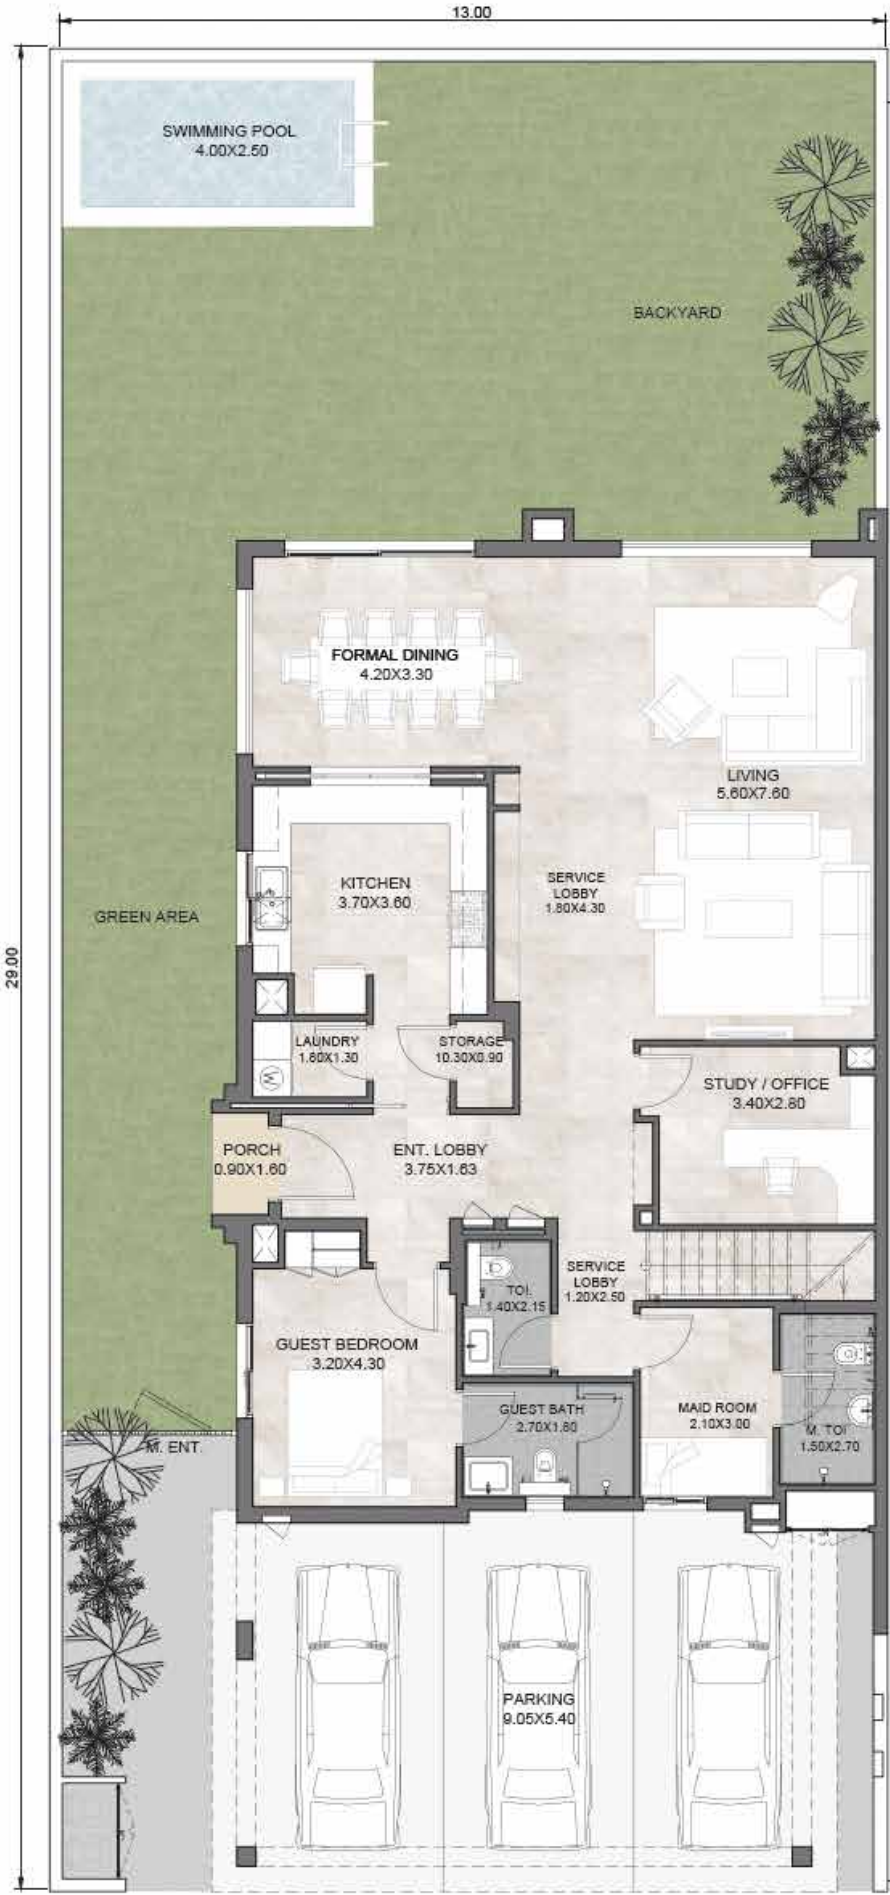 13.00
29.00
SWIMMING POOL
4.00X2.50
BACKYARD
FORMAL DINING
4.20X3.30
LIVING
5.60X7.60
KITCHEN
3.70X3.60
SERVICE
LOBBY
1.80X4.30
GREEN AREA
LAUNDRY
1.60X1.30
STORAGE
10.30X0.90
W
STUDY / OFFICE
3.40X2.80
PORCH
0.90X1.60
ENT. LOBBY
3.75X1.63
SERVICE
LOBBY
1.20X2.50
TOI.
1.40X2.15
GUEST BEDROOM
3.20X4.30
GUEST BATH
2.70X1.80
MAID ROOM
2.10X3.00
M. TOI
1.50X2.70
M. ENT.
PARKING
9.05X5.40